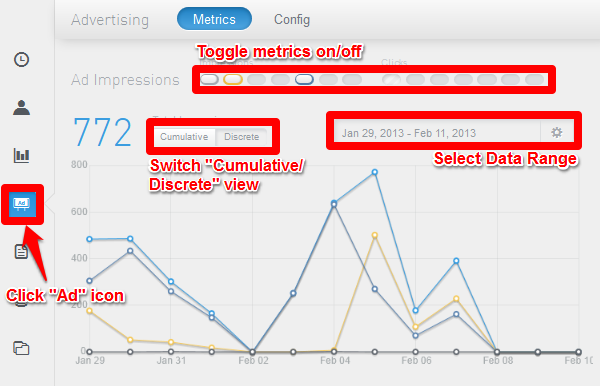 Advertising Metrics Config
Toggle metrics on/off
Ad Impressions
Clicks
772
Cumulative Discrete
Jan 29, 2013 - Feb 11, 2013
Switch "Cumulative/
Discrete" view
Select Data Range
Ad
Click "Ad" icon
800
600
400
200
0
Jan 29 Jan 31 Feb 02 Feb 04 Feb 06 Feb 08 Feb 10